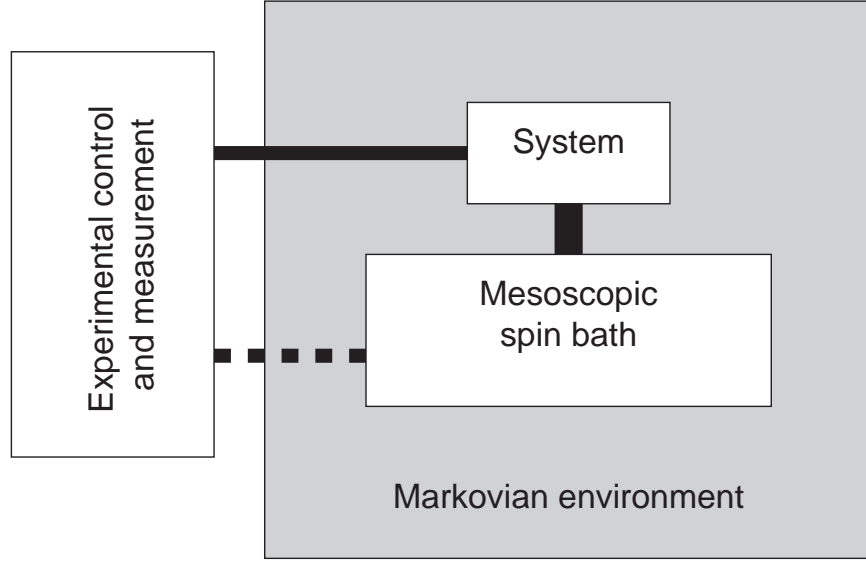 Experimental control
and measurement
System
Mesoscopic
spin bath
Markovian environment